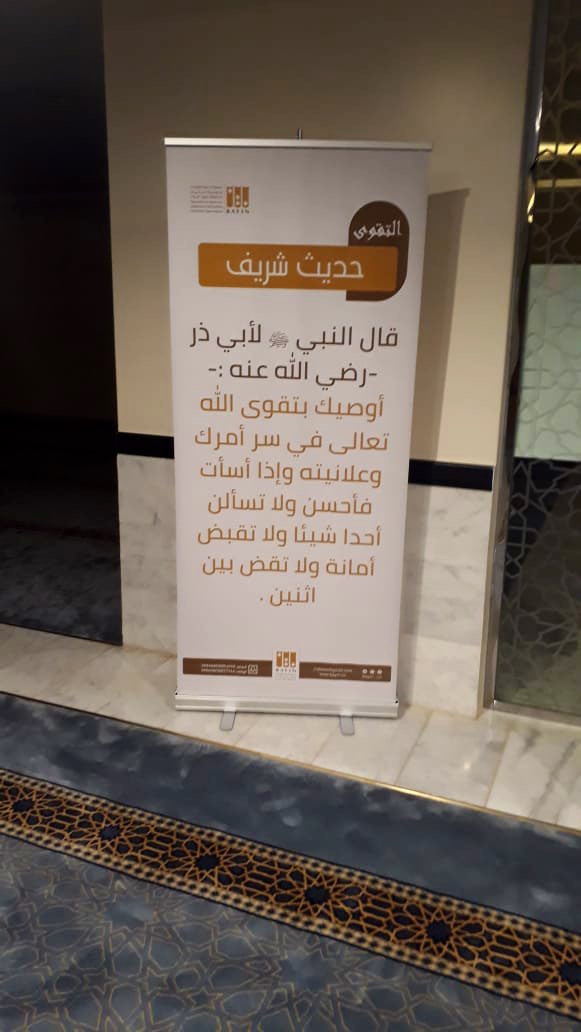 BAYIN
التقوى
حديث شريف
قال النبي ﷺ لأبي ذر
-رضي الله عنه :-
أوصيك بتقوى الله
تعالى في سر أمرك
وعلانيته وإذا أسأت
فأحسن ولا تسألن
أحدا شيئا ولا تقبض
أمانة ولا تقض بين
اثنين .